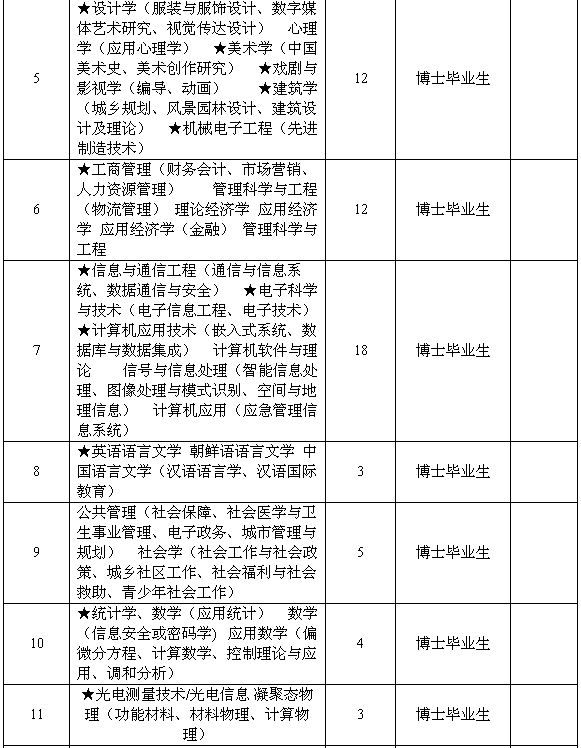 ★设计学（服装与服饰设计、数字媒
体艺术研究、视觉传达设计） 心理
学（应用心理学） ★美术学（中国
美术史、美术创作研究） ★戏剧与
影视学（编导、动画） ★建筑学
（城乡规划、风景园林设计、建筑设
计及理论） ★机械电子工程（先进
制造技术）
5
12
博士毕业生
★工商管理（财务会计、市场营销、
人力资源管理） 管理科学与工程
（物流管理） 理论经济学 应用经济
学 应用经济学（金融） 管理科学与
工程
6
12
博士毕业生
★信息与通信工程（通信与信息系
统、数据通信与安全） ★电子科学
与技术（电子信息工程、电子技术）
★计算机应用技术（嵌入式系统、数
据库与数据集成） 计算机软件与理
论 信号与信息处理（智能信息处
理、图像处理与模式识别、空间与地
理信息） 计算机应用（应急管理信
息系统）
7
18
博士毕业生
★英语语言文学 朝鲜语语言文学 中
国语言文学（汉语语言学、汉语国际
教育）
8
3
博士毕业生
公共管理（社会保障、社会医学与卫
生事业管理、电子政务、城市管理与
规划） 社会学（社会工作与社会政
策、城乡社区工作、社会福利与社会
救助、青少年社会工作）
9
5
博士毕业生
★统计学、数学（应用统计） 数学
（信息安全或密码学） 应用数学（偏
微分方程、计算数学、控制理论与应
用、调和分析）
10
4
博士毕业生
★光电测量技术/光电信息 凝聚态物
理（功能材料、材料物理、计算物
理）
11
3
博士毕业生